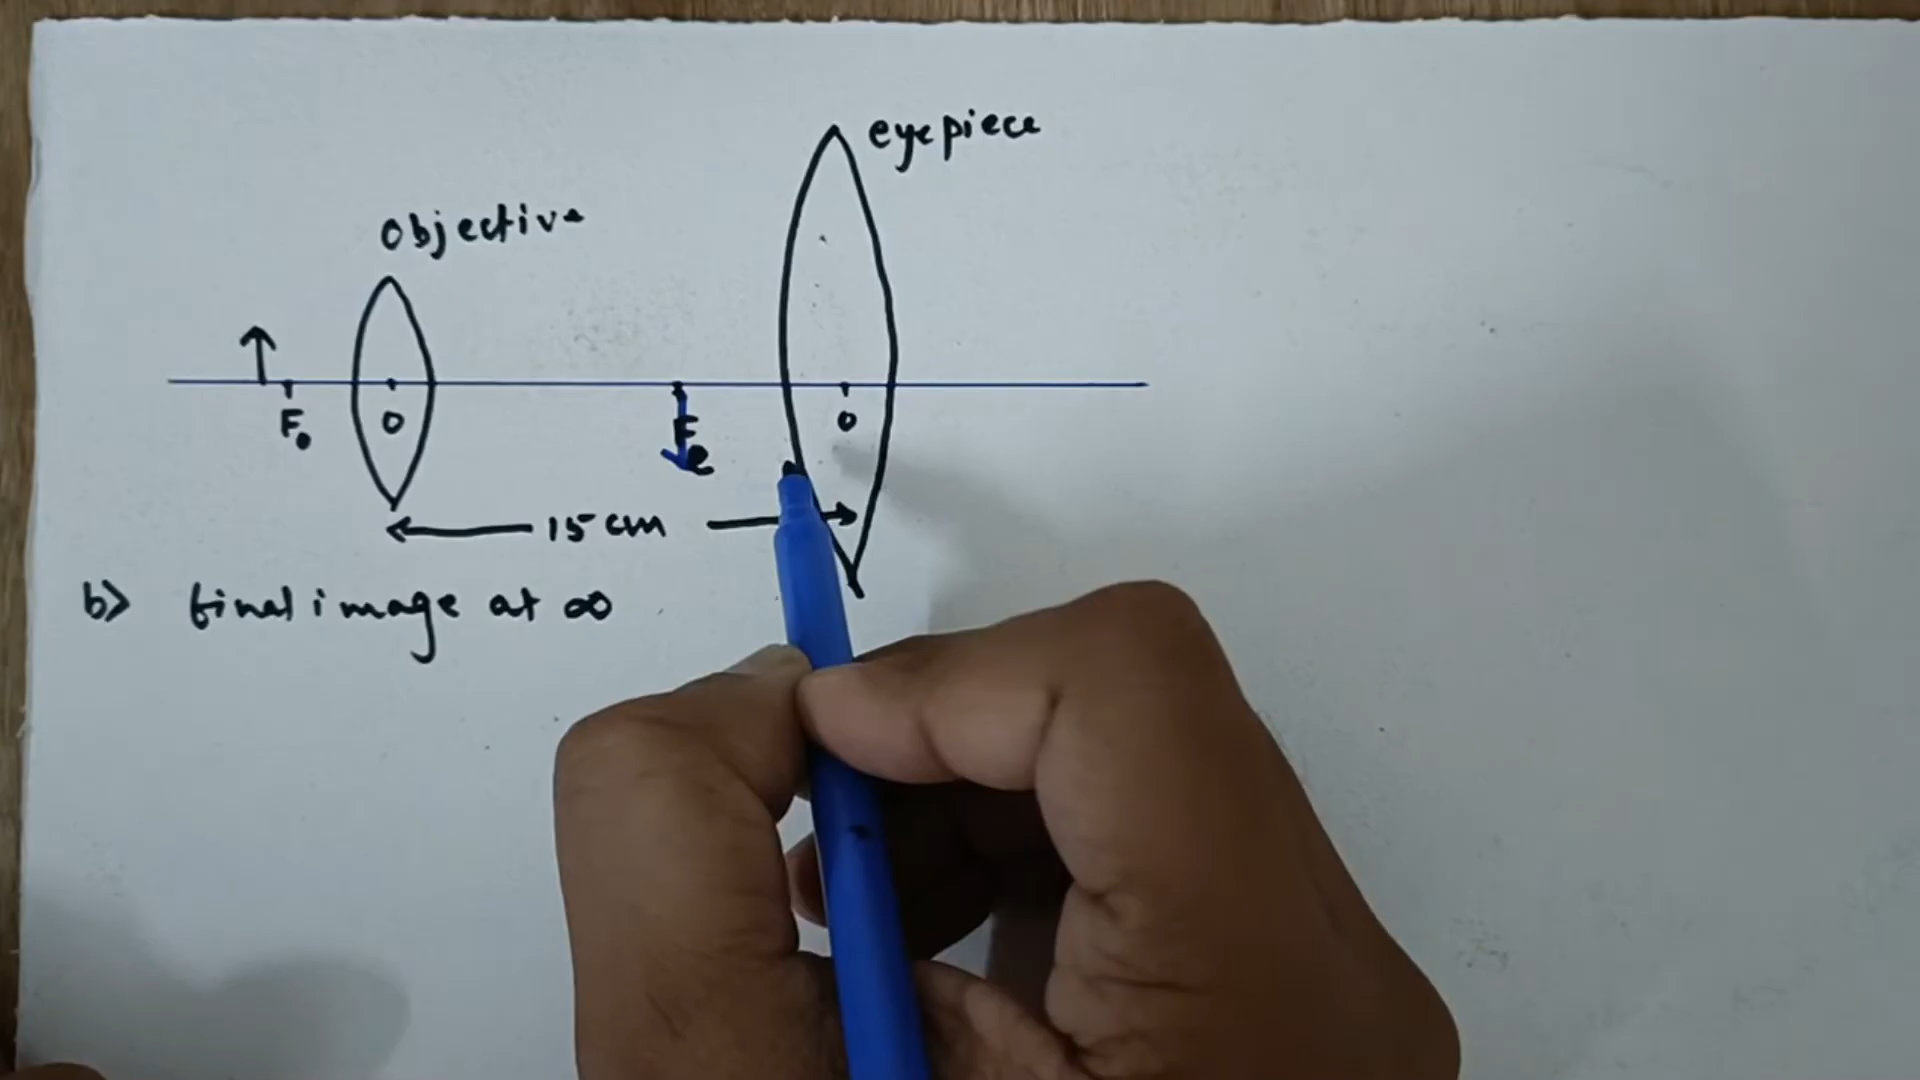 eyepiece
objective
F₀ O Fe O
15 cm
b> final image at ∞